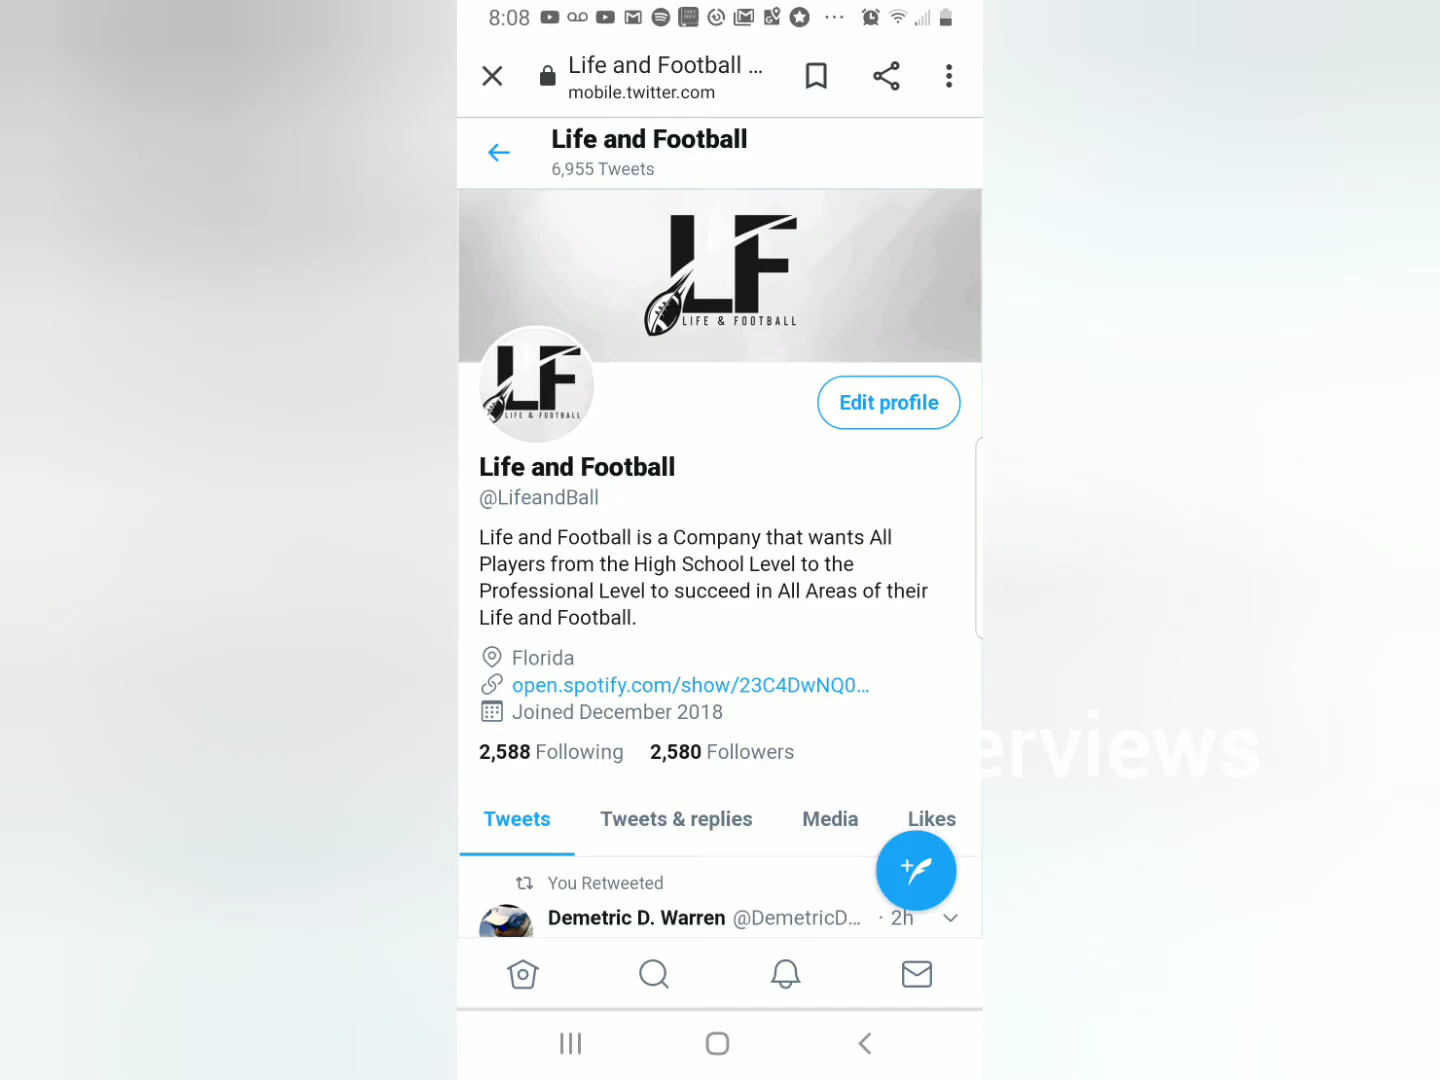 8:08
Life and Football ...
mobile.twitter.com
Life and Football
6,955 Tweets
LF
LIFE & FOOTBALL
LF
LIFE & FOOTBALL
Edit profile
Life and Football
@LifeandBall
Life and Football is a Company that wants All
Players from the High School Level to the
Professional Level to succeed in All Areas of their
Life and Football.
Florida
open.spotify.com/show/23C4DwNQ0...
Joined December 2018
2,588 Following 2,580 Followers
erviews
Tweets Tweets & replies Media Likes
You Retweeted
Demetric D. Warren @DemetricD... · 2h